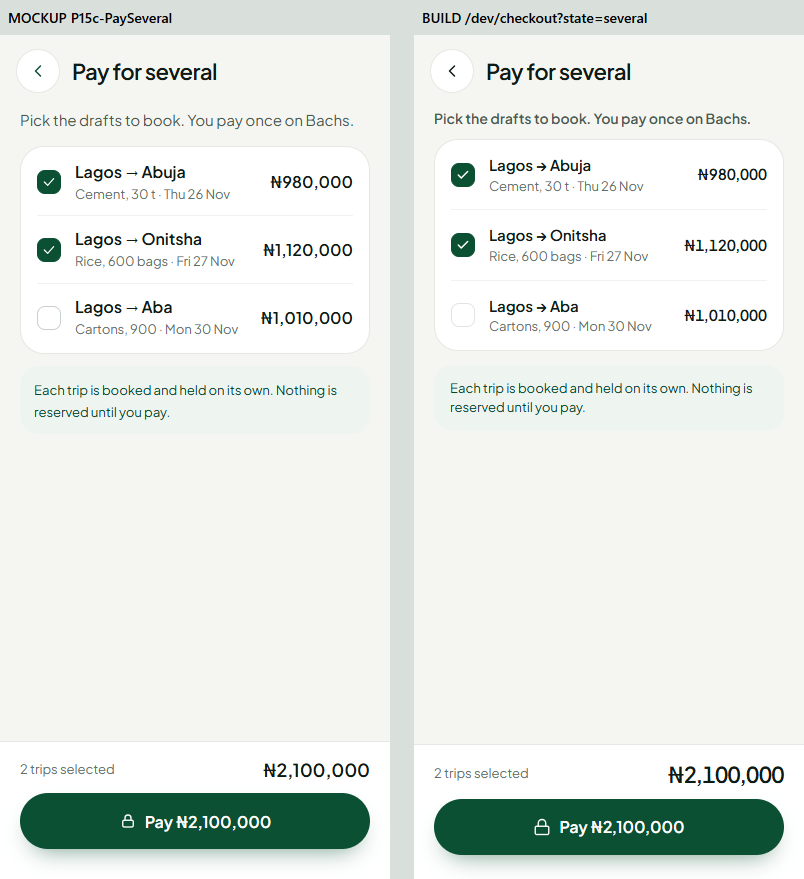 MOCKUP P15c-PaySeveral
Pay for several
Pick the drafts to book. You pay once on Bachs.
Lagos → Abuja
Cement, 30 t · Thu 26 Nov
₦980,000
Lagos → Onitsha
Rice, 600 bags · Fri 27 Nov
₦1,120,000
Lagos → Aba
Cartons, 900 · Mon 30 Nov
₦1,010,000
Each trip is booked and held on its own. Nothing is
reserved until you pay.
2 trips selected
₦2,100,000
Pay ₦2,100,000
BUILD /dev/checkout?state=several
Pay for several
Pick the drafts to book. You pay once on Bachs.
Lagos → Abuja
Cement, 30 t · Thu 26 Nov
₦980,000
Lagos → Onitsha
Rice, 600 bags · Fri 27 Nov
₦1,120,000
Lagos → Aba
Cartons, 900 · Mon 30 Nov
₦1,010,000
Each trip is booked and held on its own. Nothing is
reserved until you pay.
2 trips selected
₦2,100,000
Pay ₦2,100,000